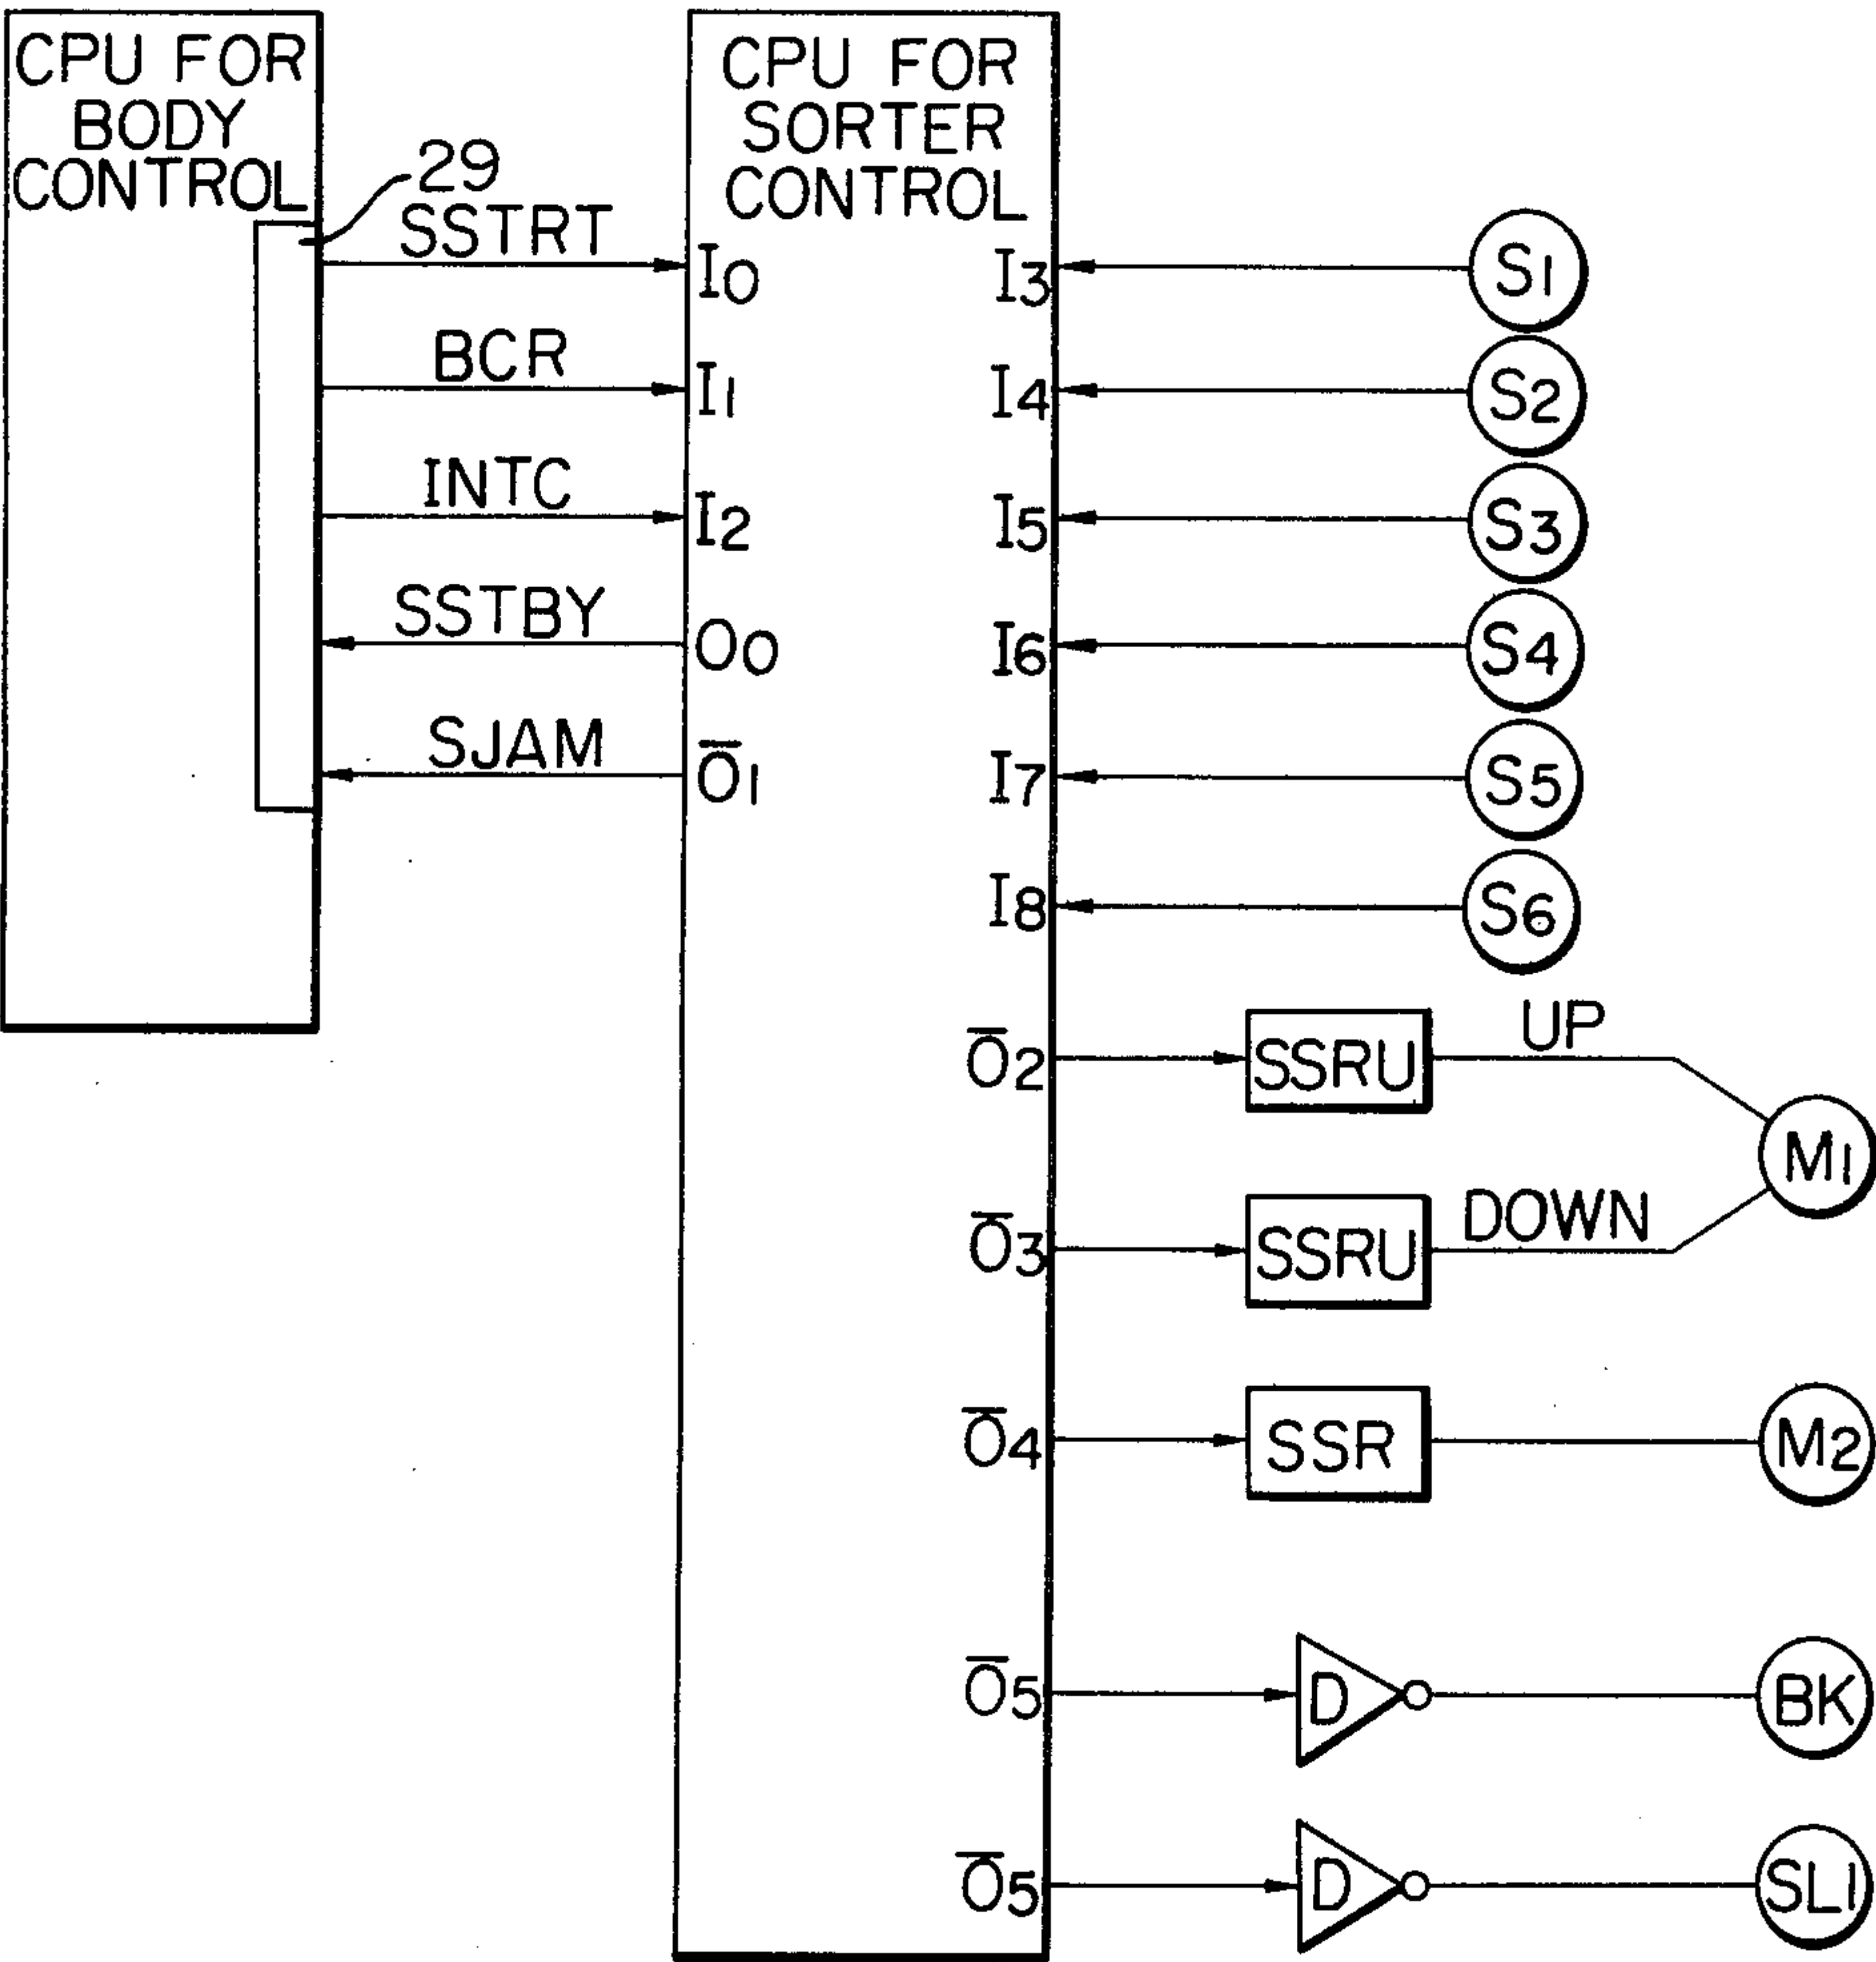 CPU FOR
BODY
CONTROL
29
SSTRT
BCR
INTC
SSTBY
SJAM
CPU FOR
SORTER
CONTROL
I0
I1
I2
O0
O̅1
I3
I4
I5
I6
I7
I8
O̅2
O̅3
O̅4
O̅5
O̅5
S1
S2
S3
S4
S5
S6
SSRU
UP
M1
SSRU
DOWN
SSR
M2
D
BK
D
SL1